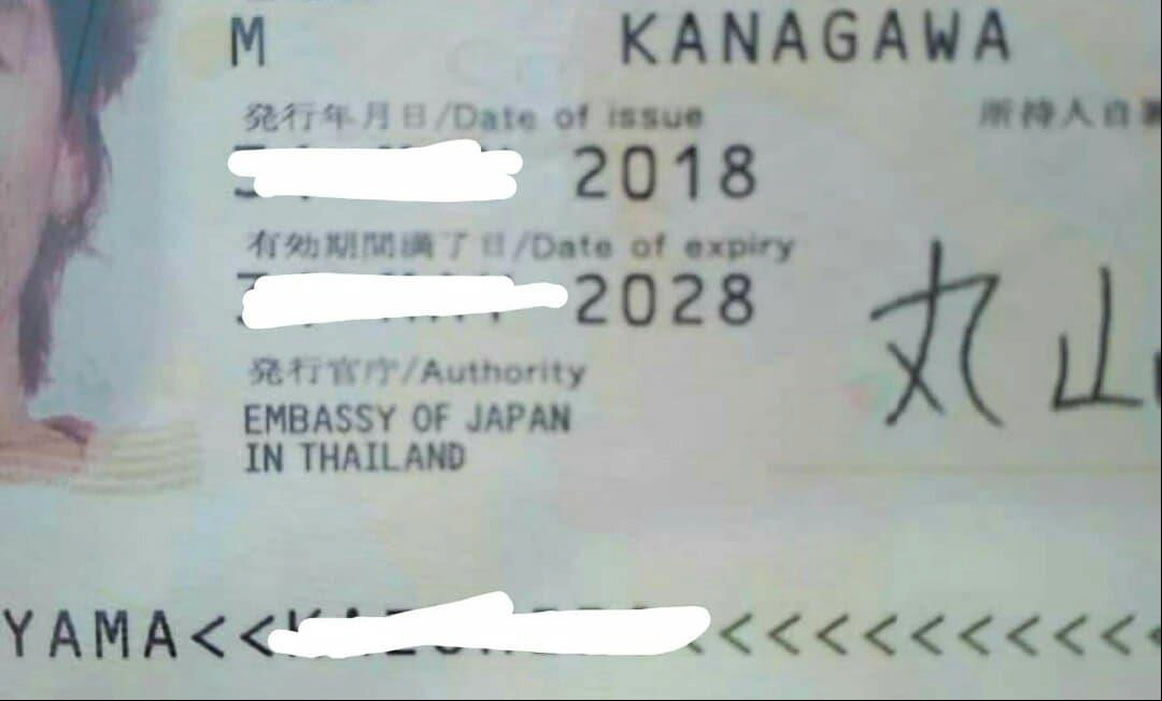 M KANAGAWA
発行年月日/Date of issue 所持人自署
2018
有効期間満了日/Date of expiry
2028
丸山
発行官庁/Authority
EMBASSY OF JAPAN
IN THAILAND
YAMA<< <<<<<<<<<<